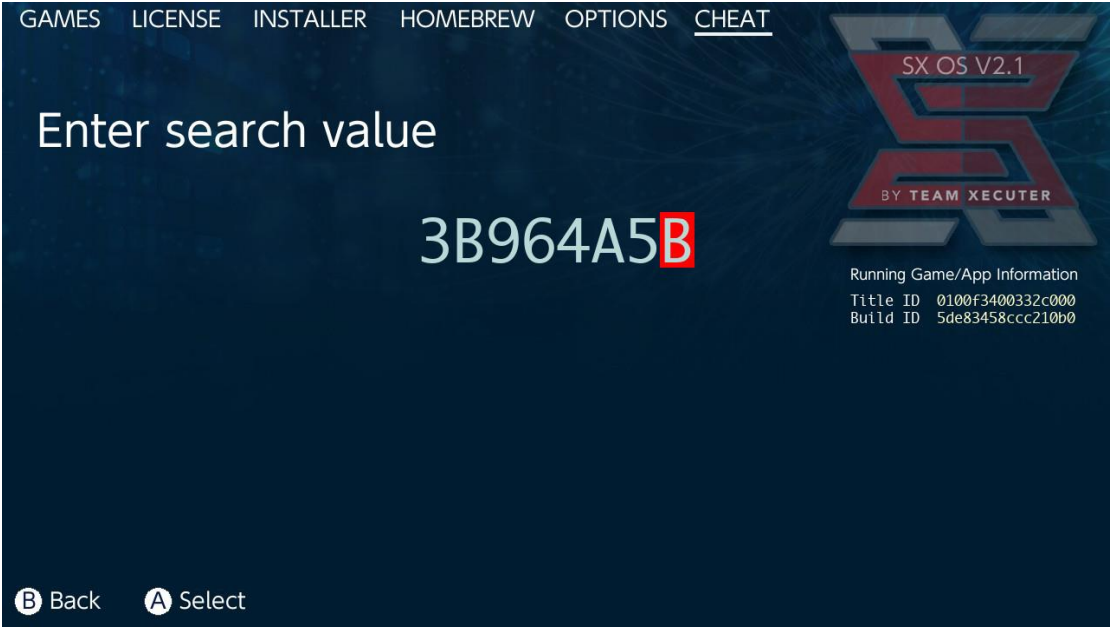 GAMES LICENSE INSTALLER HOMEBREW OPTIONS CHEAT
SX OS V2.1
Enter search value
BY TEAM XECUTER
3B964A5B
Running Game/App Information
Title ID 0100f3400332c000
Build ID 5de83458ccc210b0
B Back A Select